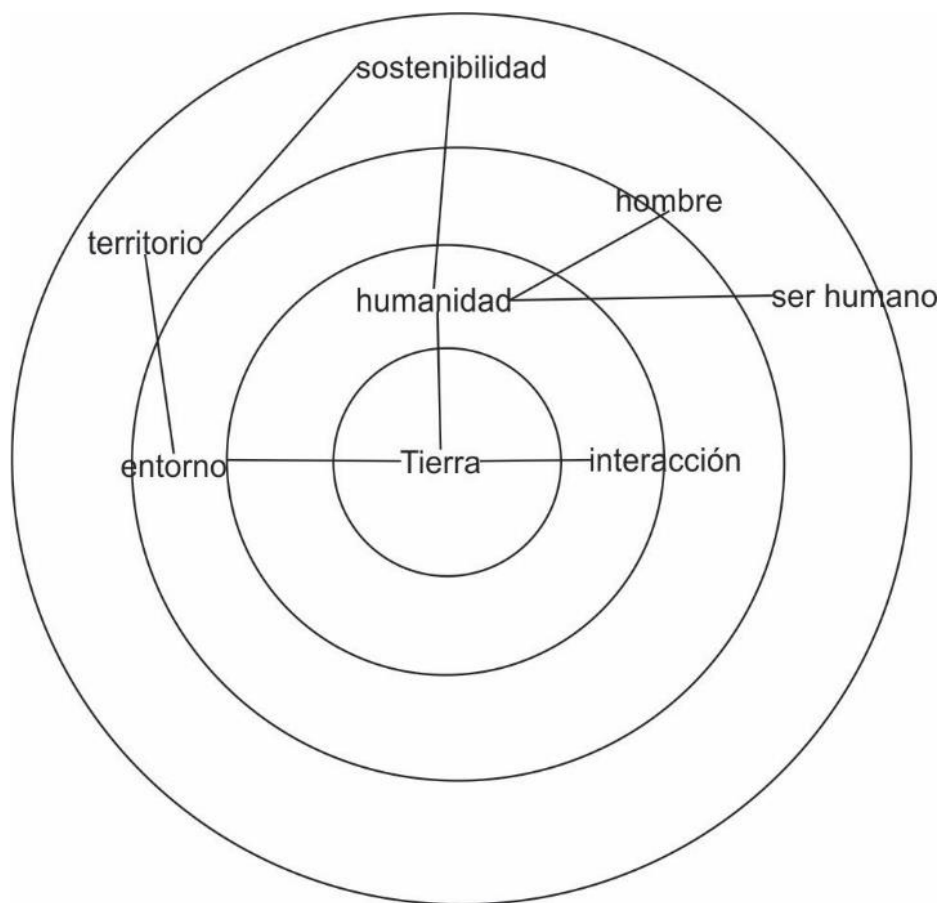 sostenibilidad
hombre
territorio
humanidad
ser humano
entorno
Tierra
interacción